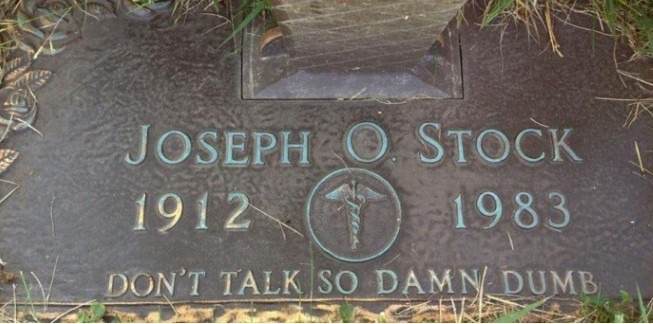 JOSEPH O. STOCK
1912 1983
DON'T TALK SO DAMN DUMB